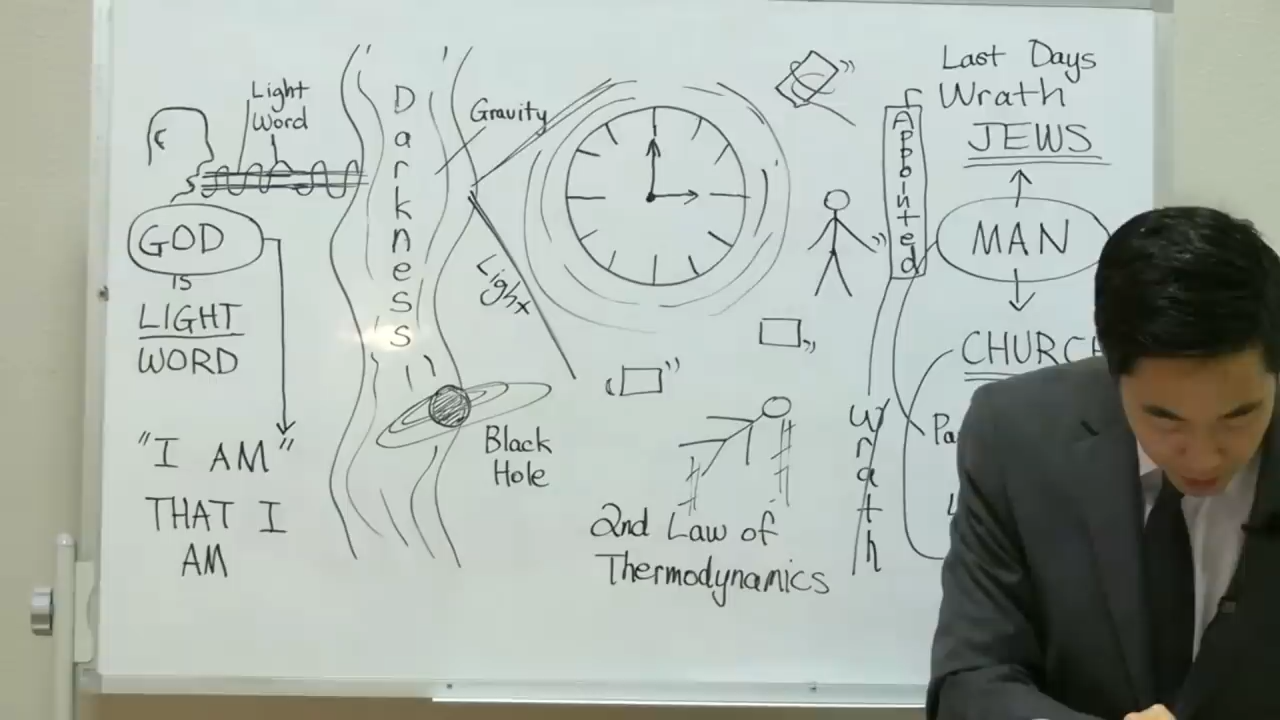 Light
Word
GOD
IS
LIGHT
WORD
"I AM"
THAT I
AM
Darkness
Gravity
Light
Black
Hole
2nd Law of
Thermodynamics
Appointed
Wrath
Last Days
Wrath
JEWS
MAN
CHURCH